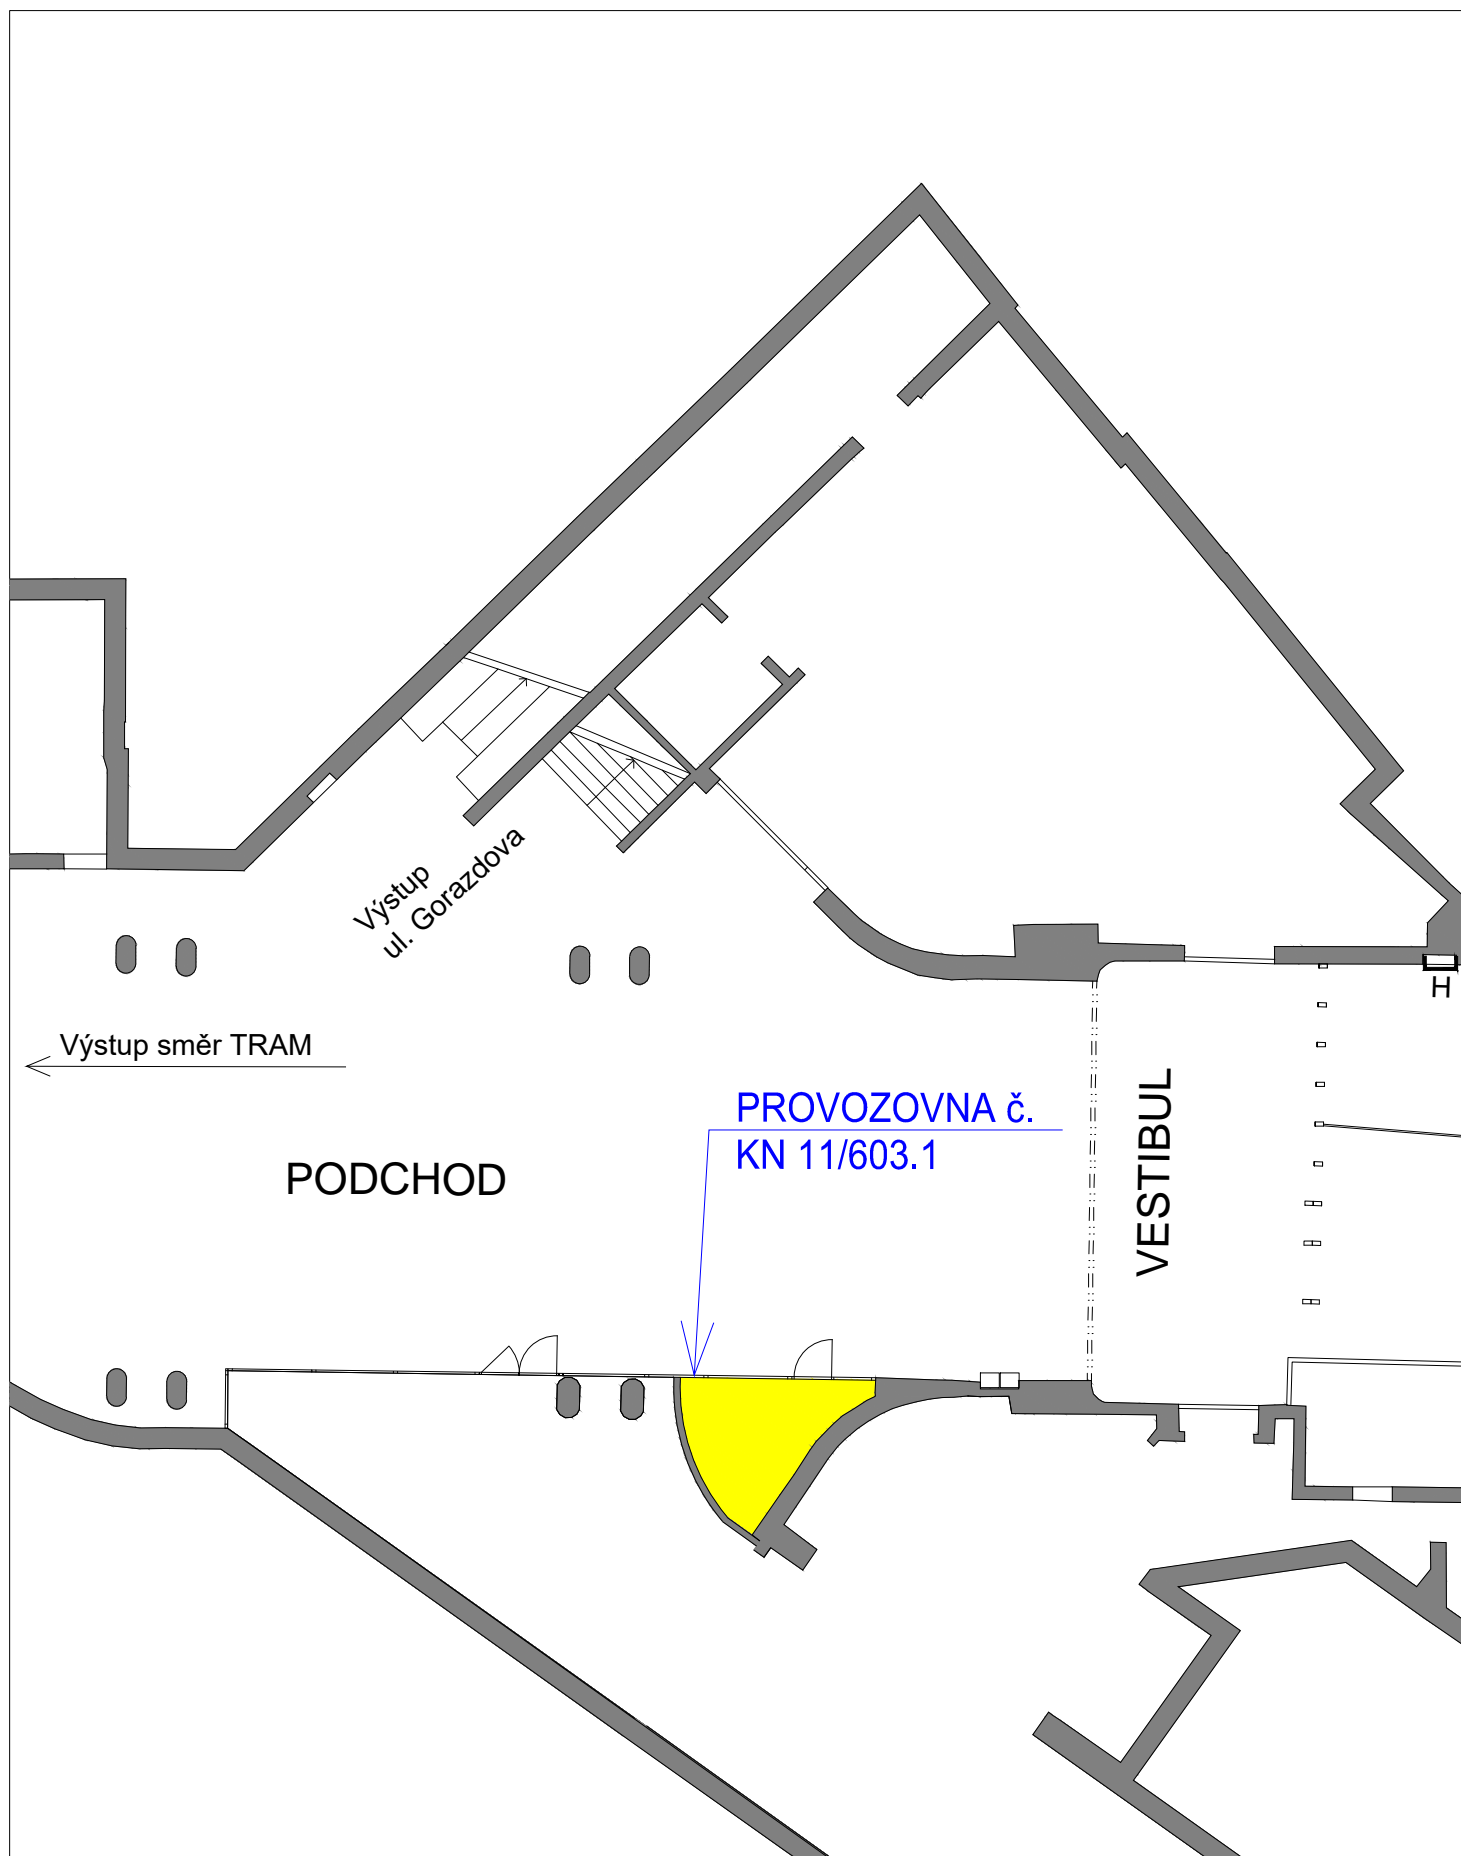 Výstup
ul. Gorazdova
H
Výstup směr TRAM
PROVOZOVNA č.
KN 11/603.1
PODCHOD
VESTIBUL